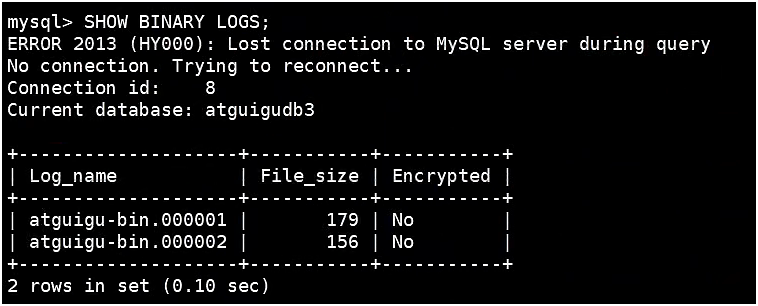 mysql> SHOW BINARY LOGS;
ERROR 2013 (HY000): Lost connection to MySQL server during query
No connection. Trying to reconnect...
Connection id:    8
Current database: atguigudb3

+--------------------+-----------+-----------+
| Log_name           | File_size | Encrypted |
+--------------------+-----------+-----------+
| atguigu-bin.000001 |       179 | No        |
| atguigu-bin.000002 |       156 | No        |
+--------------------+-----------+-----------+
2 rows in set (0.10 sec)